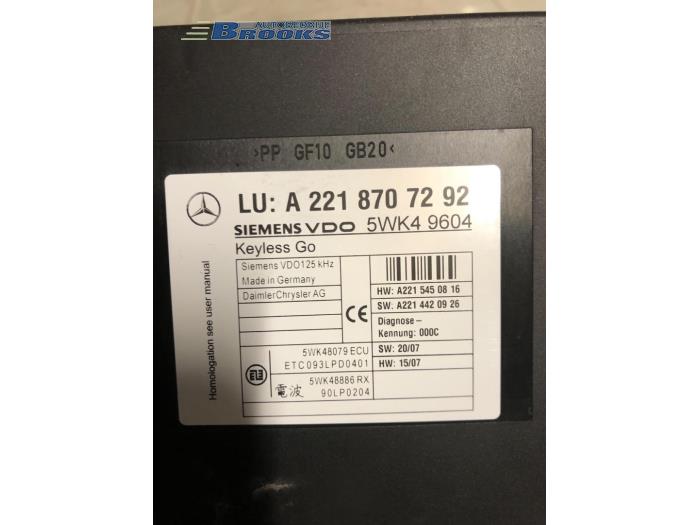 AUTOBEDRIJF
BROOKS
>PP GF10 GB20<
LU: A 221 870 72 92
SIEMENS VDO 5WK4 9604
Keyless Go
Siemens VDO125 kHz
Made in Germany
DaimlerChrysler AG
HW: A221 545 08 16
SW: A221 442 09 26
Diagnose-
Kennung: 000C
SW: 20/07
HW: 15/07
CE
5WK48079 ECU
ETC093LPD0401
5WK48886 RX
電波 90LP0204
Homologation see user manual